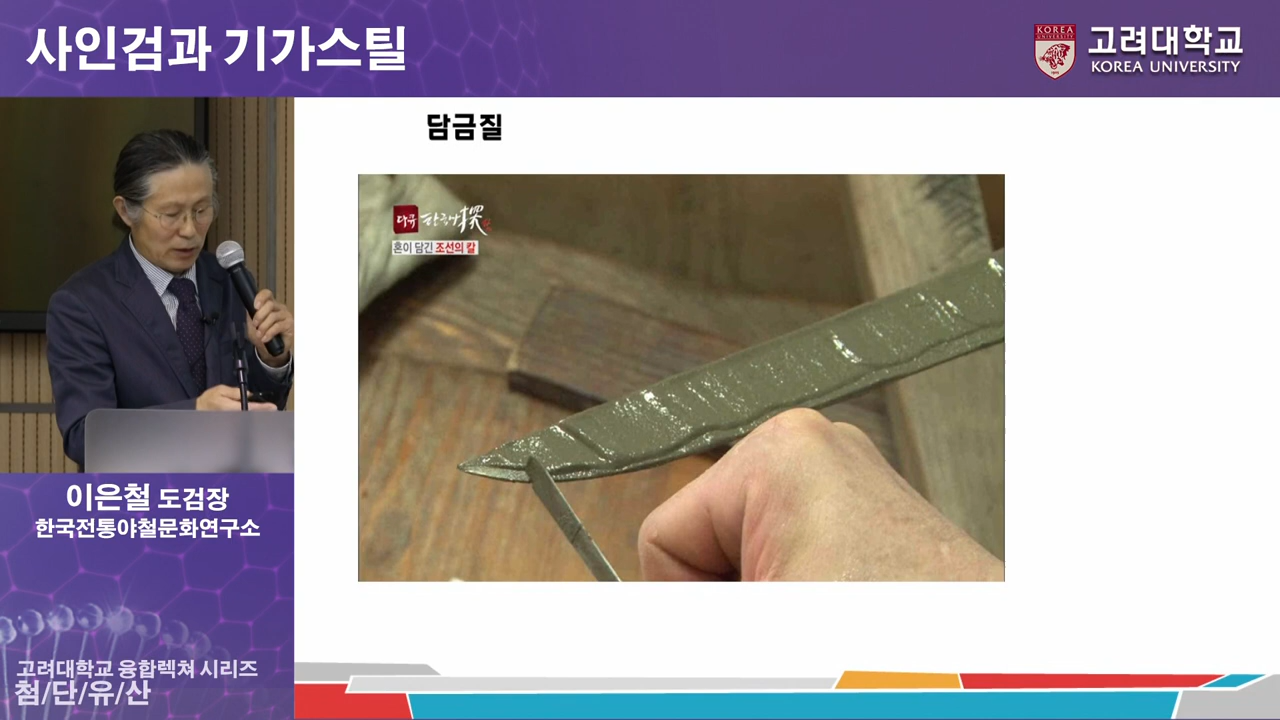 사인검과 기가스틸
KOREA
UNIVERSITY
1905
고려대학교
KOREA UNIVERSITY
담금질
다큐
혼이 담긴 조선의 칼
이은철 도검장
한국전통야철문화연구소
고려대학교 융합렉쳐 시리즈
첨/단/유/산